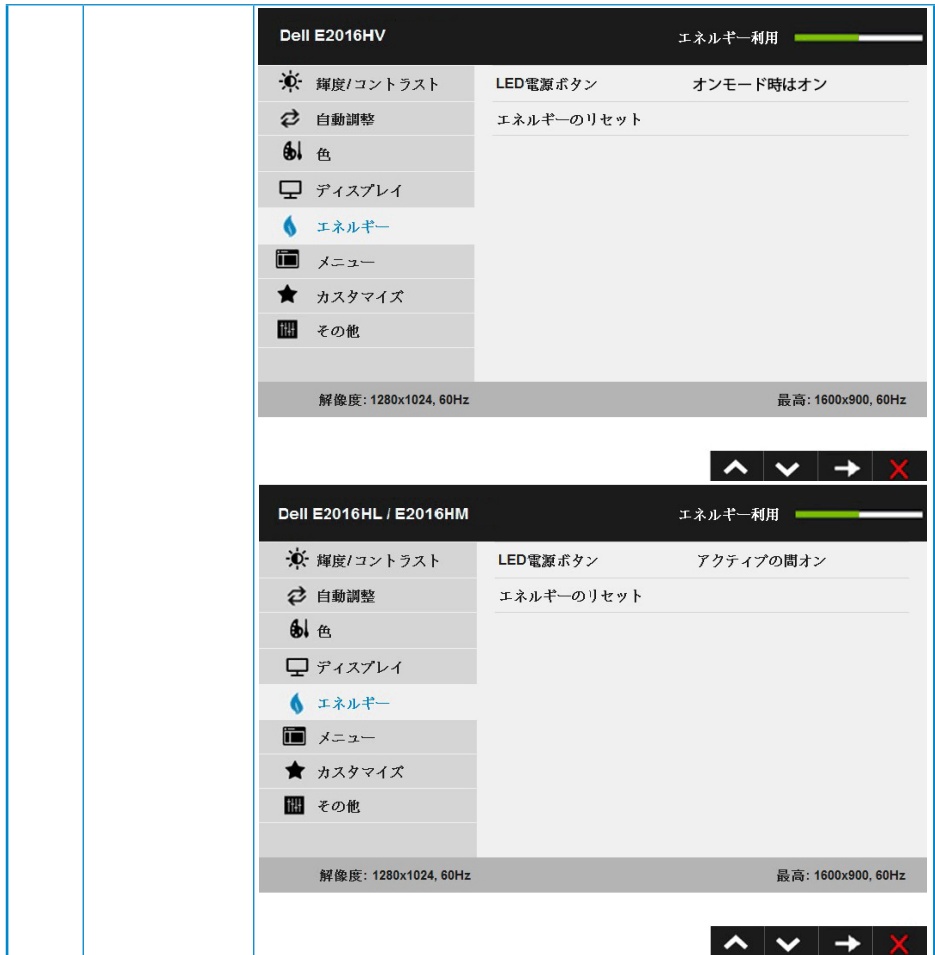 Dell E2016HV エネルギー利用
輝度/コントラスト LED電源ボタン オンモード時はオン
自動調整 エネルギーのリセット
色
ディスプレイ
エネルギー
メニュー
カスタマイズ
その他
解像度: 1280x1024, 60Hz 最高: 1600x900, 60Hz
Dell E2016HL / E2016HM エネルギー利用
輝度/コントラスト LED電源ボタン アクティブの間オン
自動調整 エネルギーのリセット
色
ディスプレイ
エネルギー
メニュー
カスタマイズ
その他
解像度: 1280x1024, 60Hz 最高: 1600x900, 60Hz